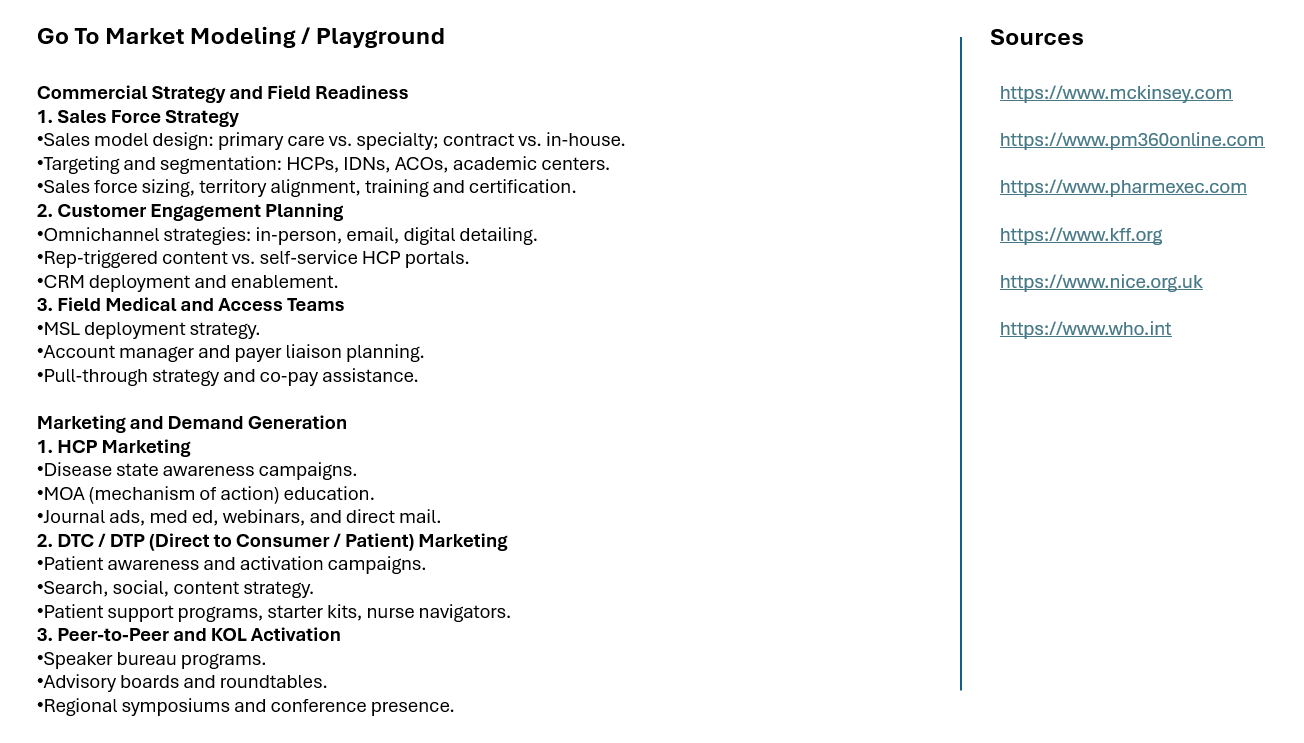 Go To Market Modeling / Playground
Commercial Strategy and Field Readiness
1. Sales Force Strategy
•Sales model design: primary care vs. specialty; contract vs. in-house.
•Targeting and segmentation: HCPs, IDNs, ACOs, academic centers.
•Sales force sizing, territory alignment, training and certification.
2. Customer Engagement Planning
•Omnichannel strategies: in-person, email, digital detailing.
•Rep-triggered content vs. self-service HCP portals.
•CRM deployment and enablement.
3. Field Medical and Access Teams
•MSL deployment strategy.
•Account manager and payer liaison planning.
•Pull-through strategy and co-pay assistance.
Marketing and Demand Generation
1. HCP Marketing
•Disease state awareness campaigns.
•MOA (mechanism of action) education.
•Journal ads, med ed, webinars, and direct mail.
2. DTC / DTP (Direct to Consumer / Patient) Marketing
•Patient awareness and activation campaigns.
•Search, social, content strategy.
•Patient support programs, starter kits, nurse navigators.
3. Peer-to-Peer and KOL Activation
•Speaker bureau programs.
•Advisory boards and roundtables.
•Regional symposiums and conference presence.
Sources
https://www.mckinsey.com
https://www.pm360online.com
https://www.pharmexec.com
https://www.kff.org
https://www.nice.org.uk
https://www.who.int